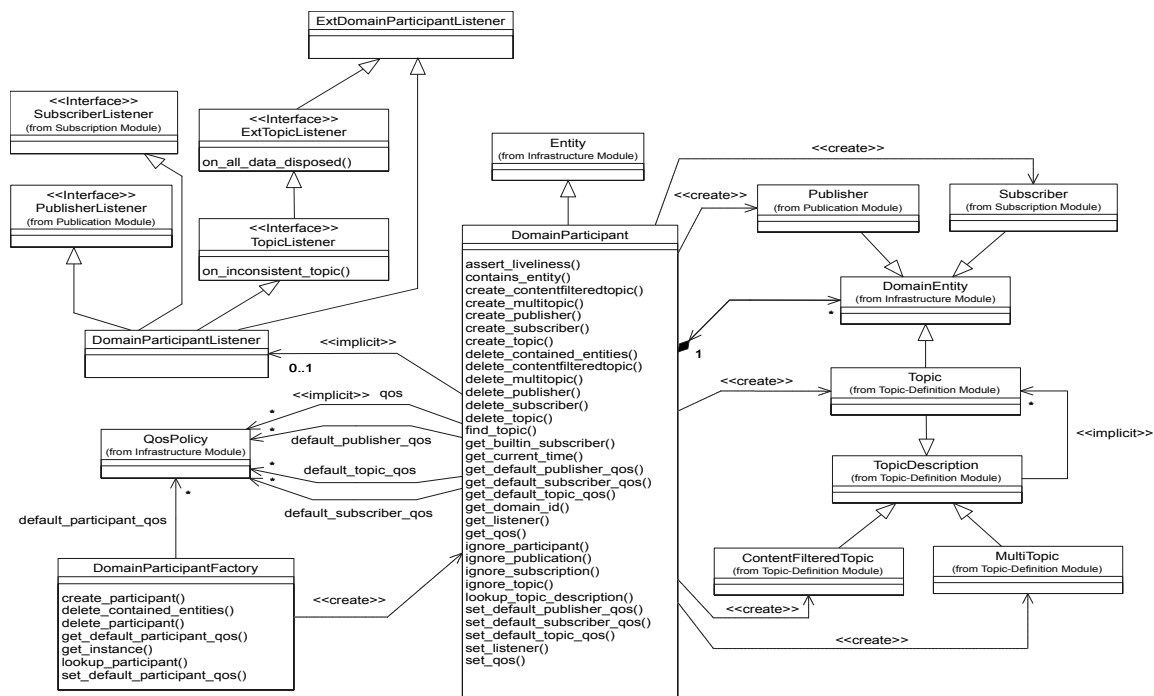 ExtDomainParticipantListener
<<Interface>>
SubscriberListener
(from Subscription Module)
<<Interface>>
ExtTopicListener
on_all_data_disposed()
<<Interface>>
PublisherListener
(from Publication Module)
<<Interface>>
TopicListener
on_inconsistent_topic()
DomainParticipantListener
<<implicit>>
0..1
<<implicit>> qos
*
QosPolicy
(from Infrastructure Module)
*
default_publisher_qos
*
default_topic_qos
*
default_subscriber_qos
*
default_participant_qos
DomainParticipantFactory
create_participant()
delete_contained_entities()
delete_participant()
get_default_participant_qos()
get_instance()
lookup_participant()
set_default_participant_qos()
<<create>>
Entity
(from Infrastructure Module)
DomainParticipant
assert_liveliness()
contains_entity()
create_contentfilteredtopic()
create_multitopic()
create_publisher()
create_subscriber()
create_topic()
delete_contained_entities()
delete_contentfilteredtopic()
delete_multitopic()
delete_publisher()
delete_subscriber()
delete_topic()
find_topic()
get_builtin_subscriber()
get_current_time()
get_default_publisher_qos()
get_default_subscriber_qos()
get_default_topic_qos()
get_domain_id()
get_listener()
get_qos()
ignore_participant()
ignore_publication()
ignore_subscription()
ignore_topic()
lookup_topic_description()
set_default_publisher_qos()
set_default_subscriber_qos()
set_default_topic_qos()
set_listener()
set_qos()
<<create>>
<<create>>
Publisher
(from Publication Module)
Subscriber
(from Subscription Module)
DomainEntity
(from Infrastructure Module)
*
1
<<create>>
Topic
(from Topic-Definition Module)
*
<<implicit>>
TopicDescription
(from Topic-Definition Module)
ContentFilteredTopic
(from Topic-Definition Module)
MultiTopic
(from Topic-Definition Module)
<<create>>
<<create>>